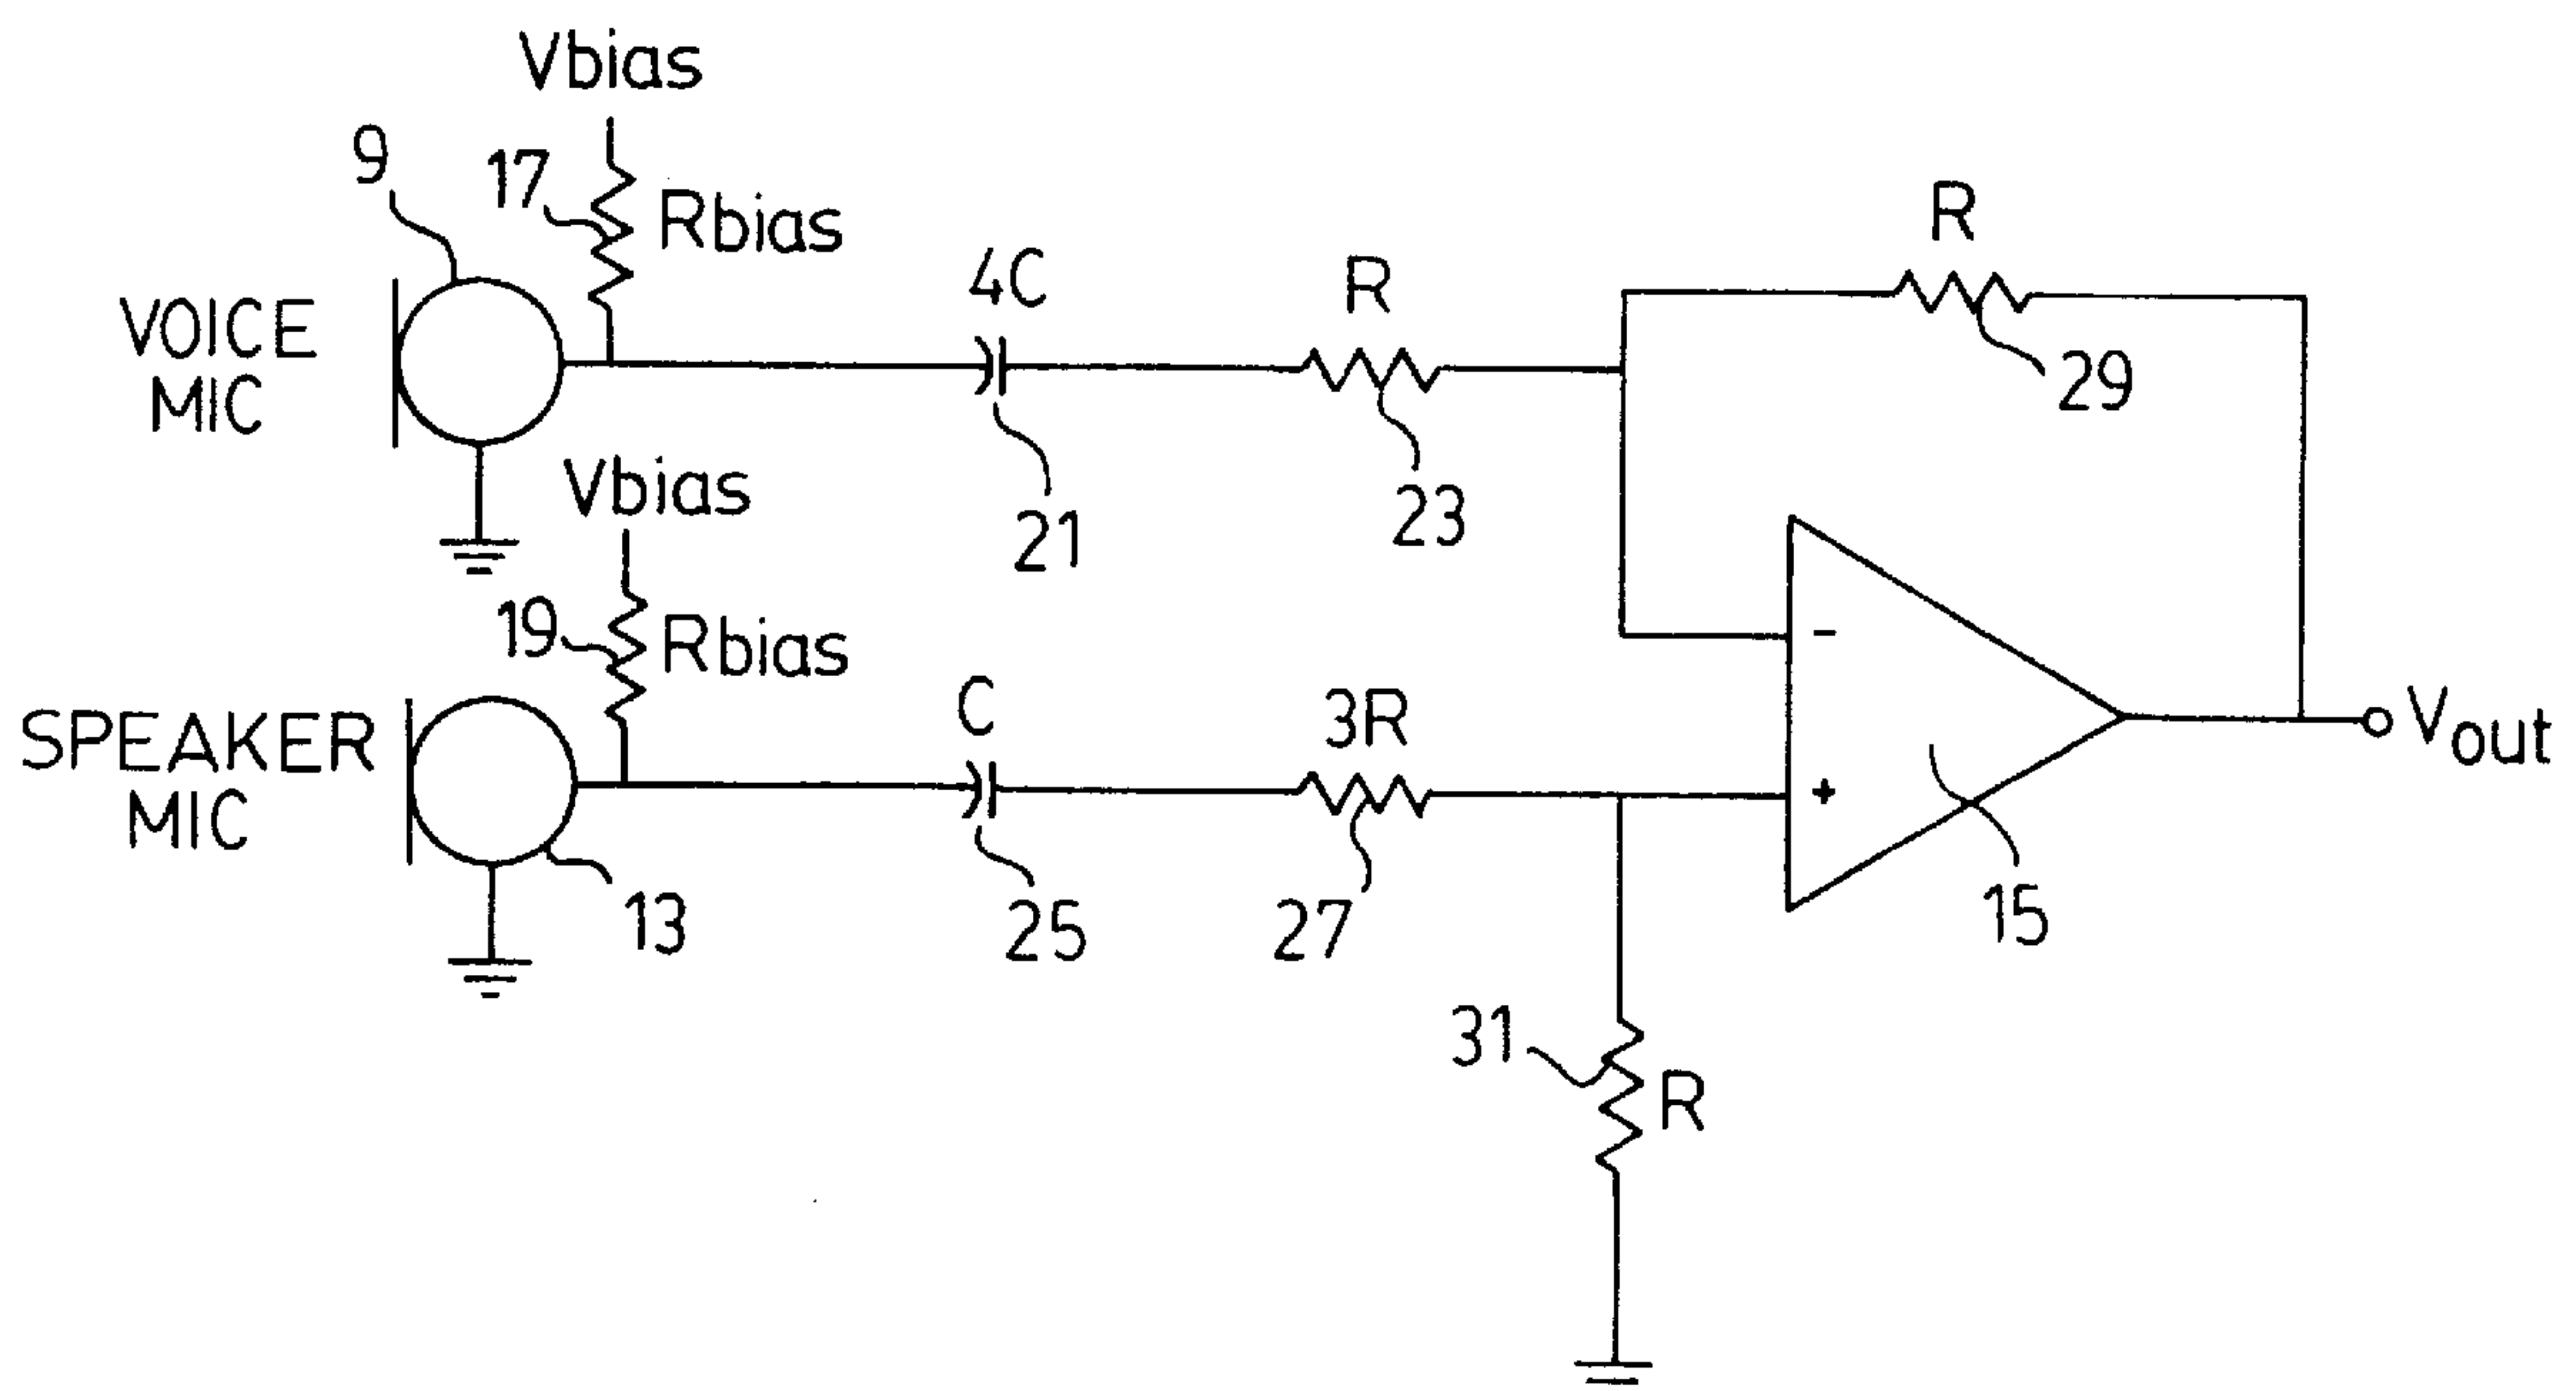 Vbias
9
17
Rbias
VOICE
MIC
4C
R
R
29
21
23
Vbias
19
Rbias
SPEAKER
MIC
C
3R
-
+
Vout
13
25
27
15
31
R